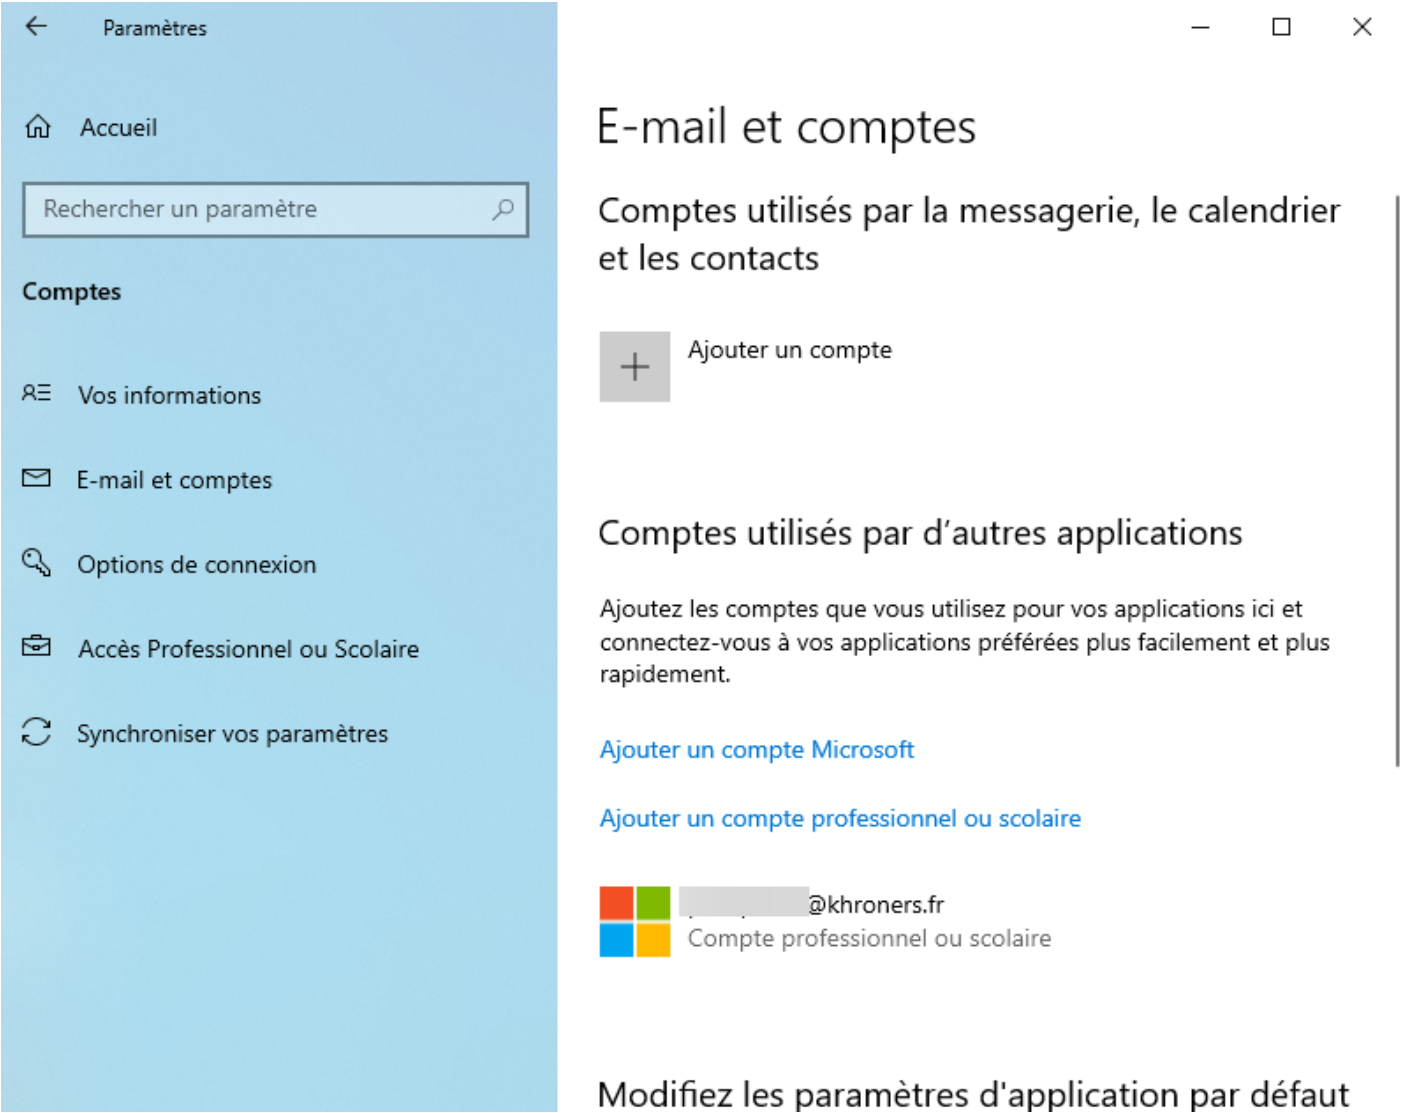 Paramètres
Accueil
Rechercher un paramètre
Comptes
Vos informations
E-mail et comptes
Options de connexion
Accès Professionnel ou Scolaire
Synchroniser vos paramètres
E-mail et comptes
Comptes utilisés par la messagerie, le calendrier
et les contacts
Ajouter un compte
Comptes utilisés par d’autres applications
Ajoutez les comptes que vous utilisez pour vos applications ici et
connectez-vous à vos applications préférées plus facilement et plus
rapidement.
Ajouter un compte Microsoft
Ajouter un compte professionnel ou scolaire
@khroners.fr
Compte professionnel ou scolaire
Modifiez les paramètres d'application par défaut